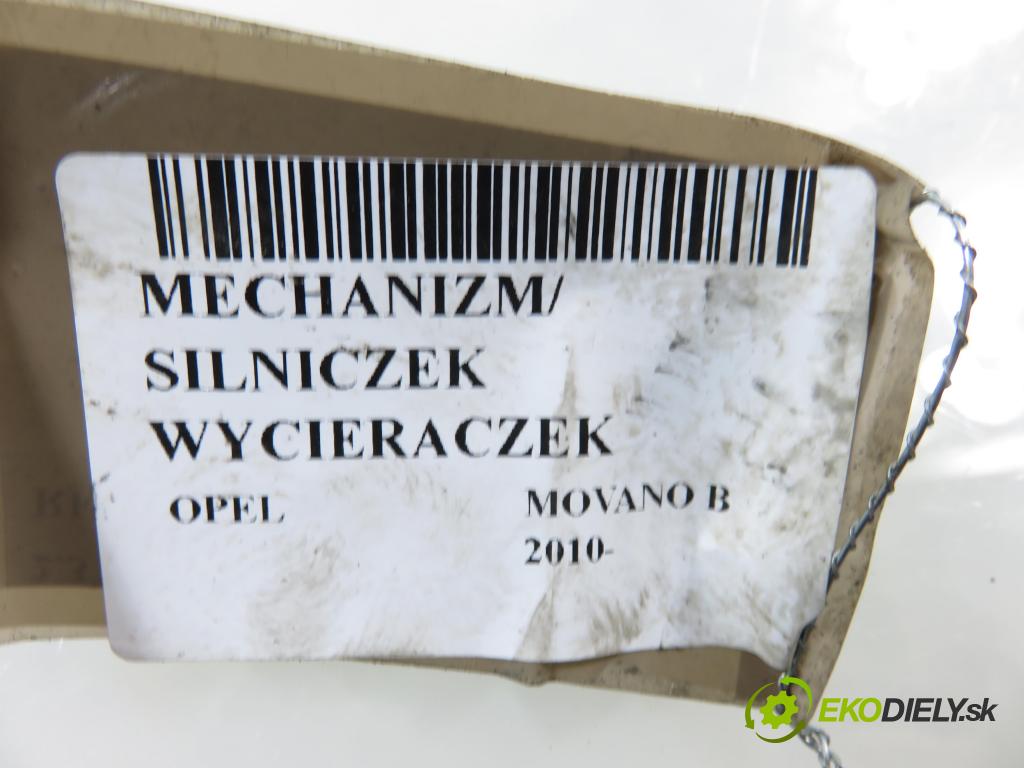 MECHANIZM/
SILNICZEK
WYCIERACZEK
OPEL MOVANO B
2010-
EKODIELY.sk